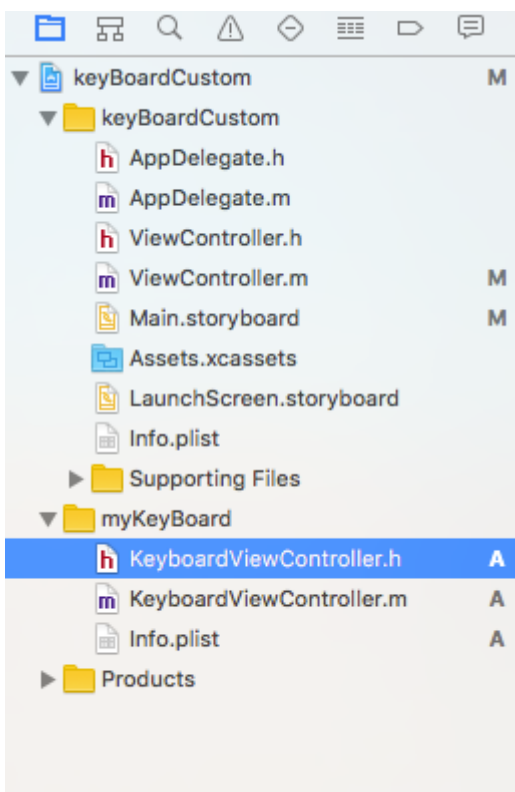 keyBoardCustom M
keyBoardCustom
h AppDelegate.h
m AppDelegate.m
h ViewController.h
m ViewController.m M
Main.storyboard M
Assets.xcassets
LaunchScreen.storyboard
Info.plist
Supporting Files
myKeyBoard
h KeyboardViewController.h A
m KeyboardViewController.m A
Info.plist A
Products